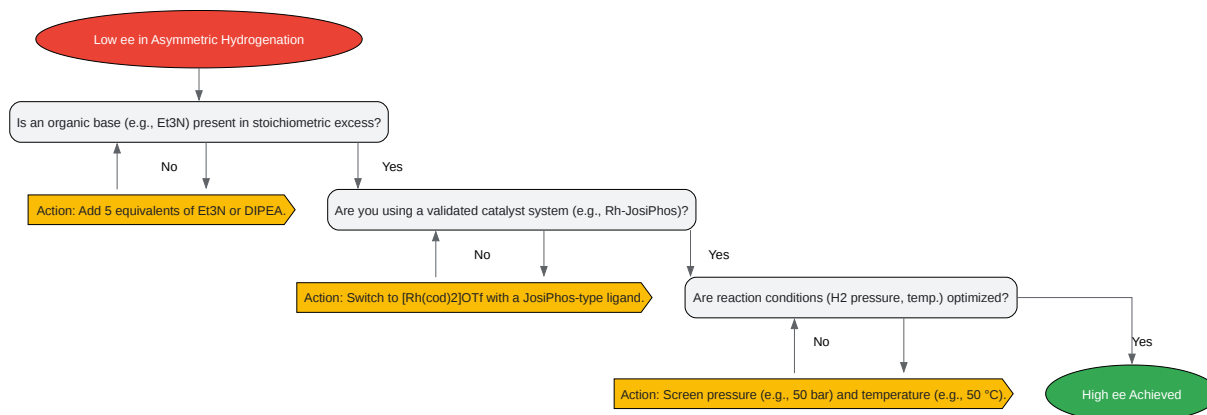 Low ee in Asymmetric Hydrogenation
Is an organic base (e.g., Et3N) present in stoichiometric excess?
No
Yes
Action: Add 5 equivalents of Et3N or DIPEA.
Are you using a validated catalyst system (e.g., Rh-JosiPhos)?
No
Yes
Action: Switch to [Rh(cod)2]OTf with a JosiPhos-type ligand.
Are reaction conditions (H2 pressure, temp.) optimized?
No
Yes
Action: Screen pressure (e.g., 50 bar) and temperature (e.g., 50 °C).
High ee Achieved